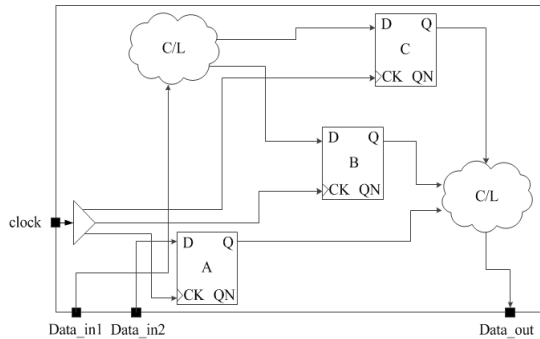 D Q
C
CK QN
C/L
D Q
B
CK QN
C/L
clock
D Q
A
CK QN
Data_in1
Data_in2
Data_out